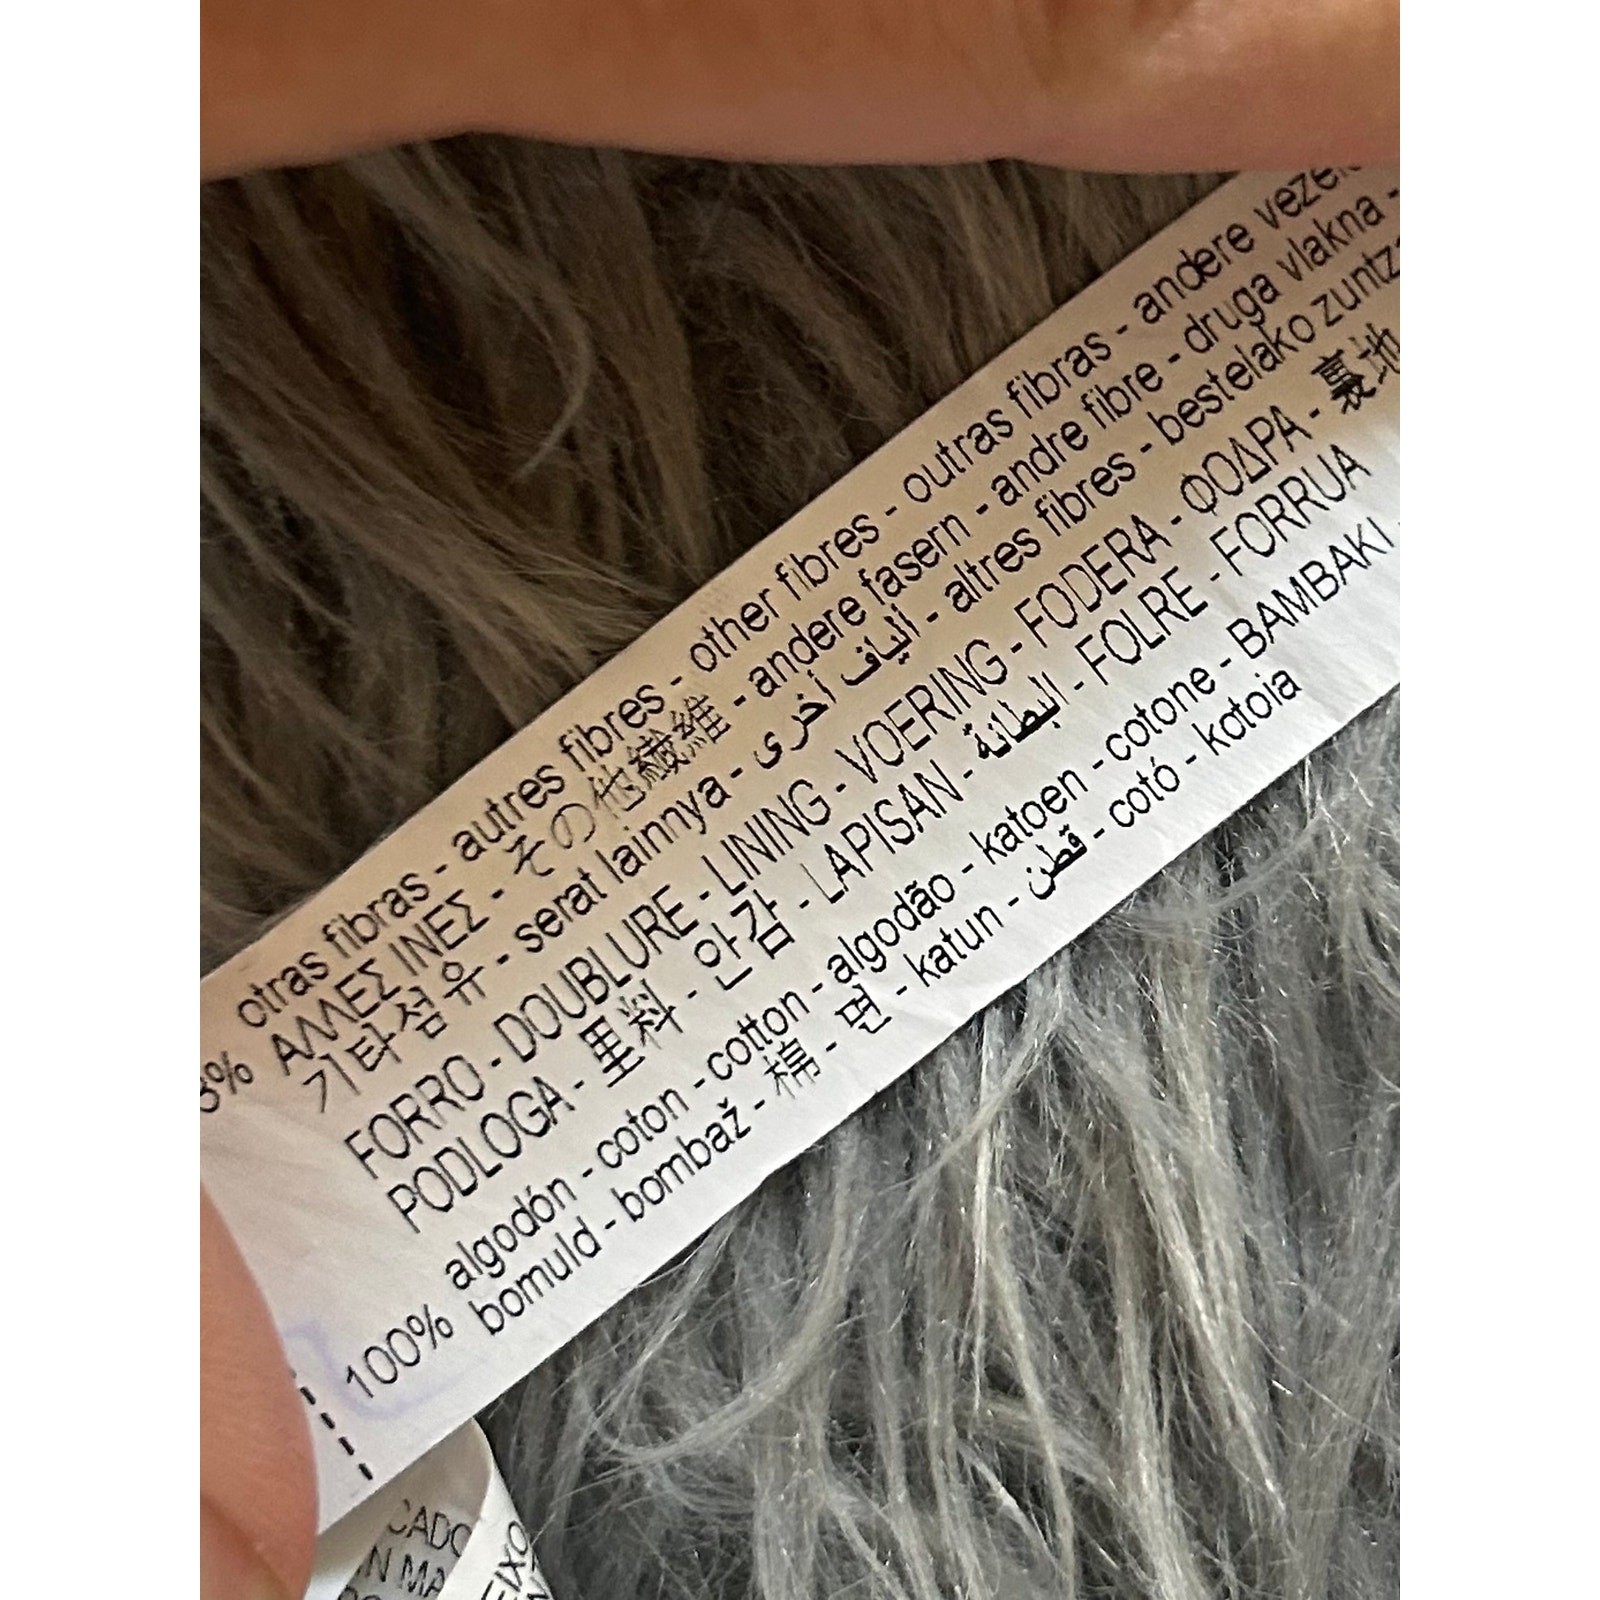 3% otras fibras - autres fibres - other fibres - outras fibras - andere
ΑΛΛΕΣ ΙΝΕΣ - その他繊維 - andere fasern - andre fibre - druga vlakna -
기타섬유 - serat lainnya - ألياف أخرى - altres fibres - bestelako
FORRO - DOUBLURE - LINING - VOERING - FODERA - ΦΟΔΡΑ - 裏地
PODLOGA - 里料 - 안감 - LAPISAN - البطانة - FOLRE - FORRUA
100% algodón - coton - cotton - algodão - katoen - cotone - BAMBAKI -
bomuld - bombaž - 棉 - 면 - katun - قطن - cotó - kotoia